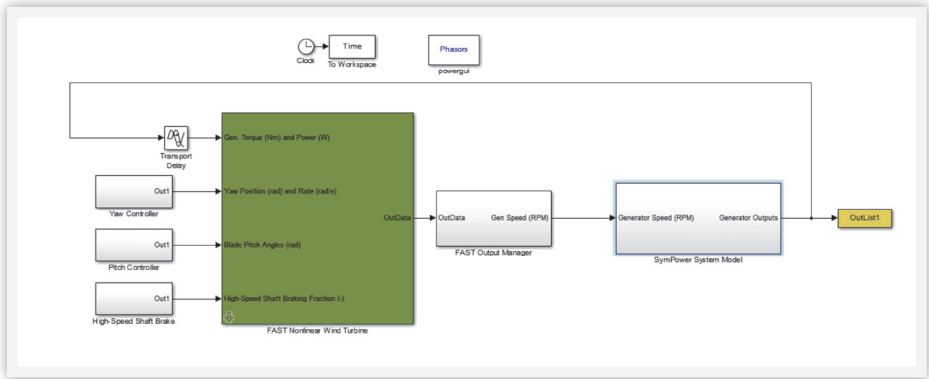 Clock
Time
To Workspace
Phasors
powergui
Transport
Delay
Gen. Torque (Nm) and Power (W)
Out1
Yaw Controller
Yaw Position (rad) and Rate (rad/s)
Out1
Pitch Controller
Blade Pitch Angles (rad)
Out1
High-Speed Shaft Brake
High-Speed Shaft Braking Fraction (-)
OutData
FAST Nonlinear Wind Turbine
OutData
Gen Speed (RPM)
FAST Output Manager
Generator Speed (RPM)
Generator Outputs
SymPower System Model
OutList1